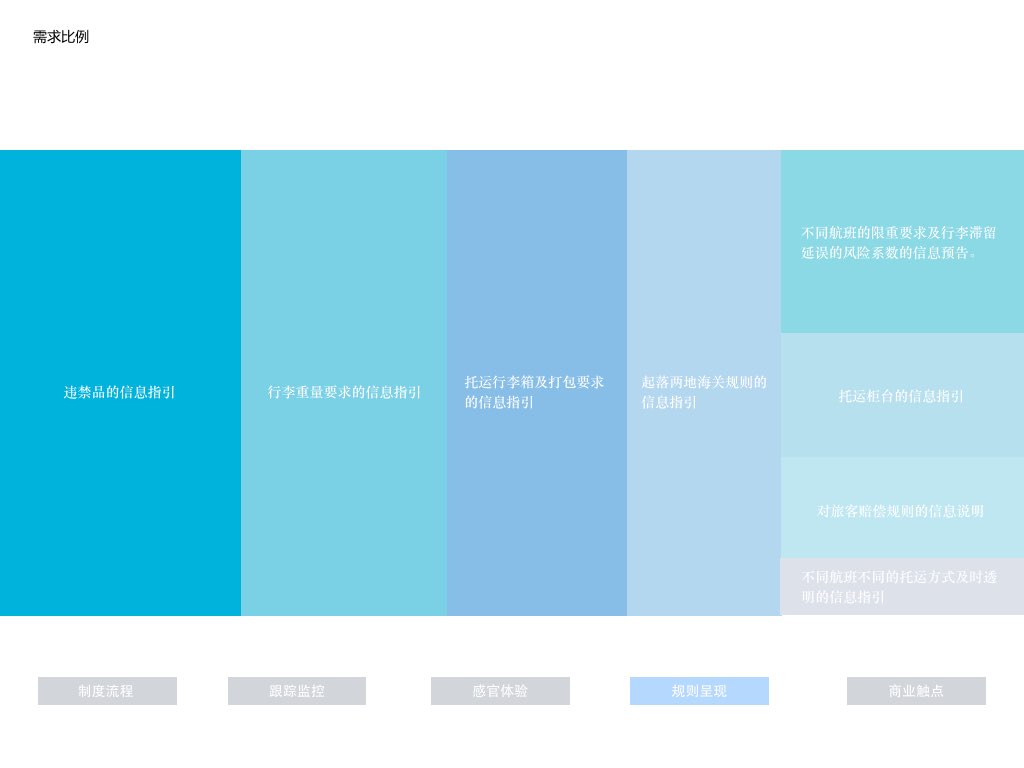 需求比例
违禁品的信息指引
行李重量要求的信息指引
托运行李箱及打包要求
的信息指引
起落两地海关规则的
信息指引
不同航班的限重要求及行李滞留
延误的风险系数的信息预告。
托运柜台的信息指引
对旅客赔偿规则的信息说明
不同航班不同的托运方式及时透
明的信息指引
制度流程
跟踪监控
感官体验
规则呈现
商业触点